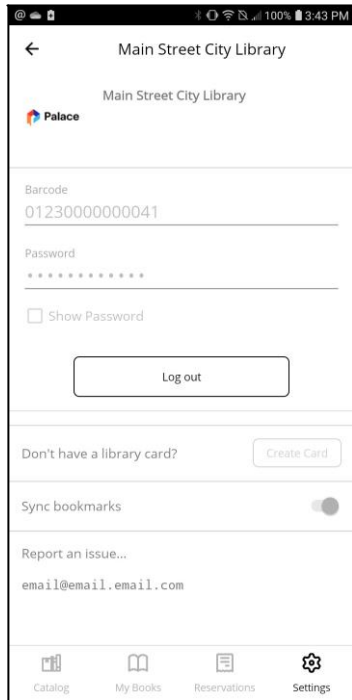 @ 100% 3:43 PM
Main Street City Library
Main Street City Library
Palace
Barcode
01230000000041
Password
Show Password
Log out
Don't have a library card? Create Card
Sync bookmarks
Report an issue...
email@email.email.com
Catalog My Books Reservations Settings